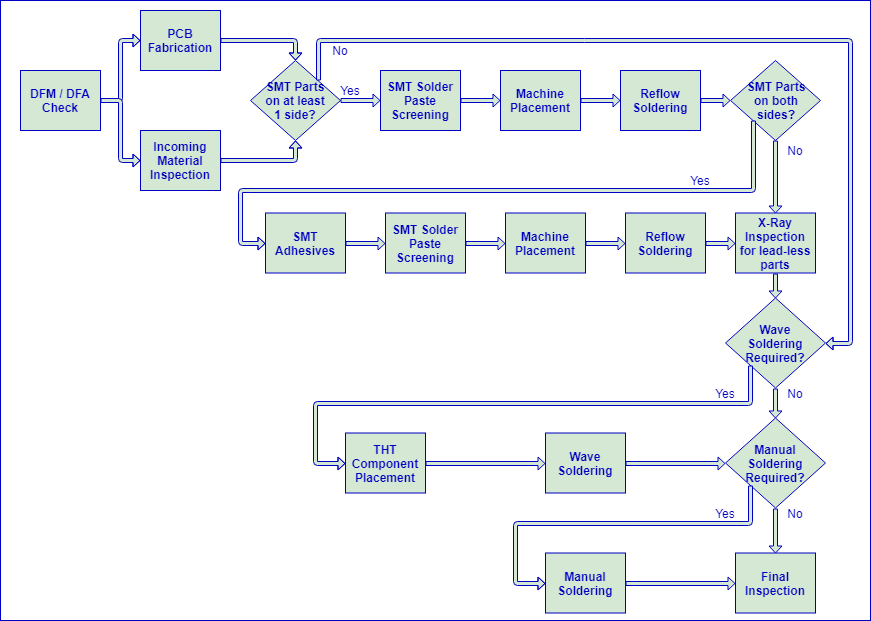 PCB
Fabrication
No
DFM / DFA
Check
SMT Parts
on at least
1 side?
Yes
SMT Solder
Paste
Screening
Machine
Placement
Reflow
Soldering
SMT Parts
on both
sides?
Incoming
Material
Inspection
No
Yes
SMT
Adhesives
SMT Solder
Paste
Screening
Machine
Placement
Reflow
Soldering
X-Ray
Inspection
for lead-less
parts
Wave
Soldering
Required?
Yes
No
THT
Component
Placement
Wave
Soldering
Manual
Soldering
Required?
Yes
No
Manual
Soldering
Final
Inspection